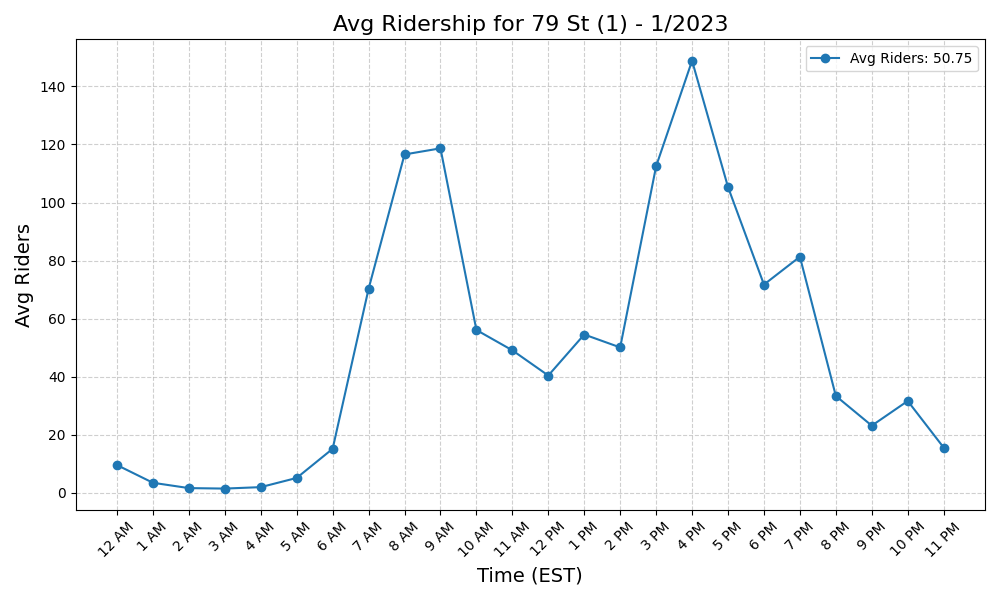 Avg Ridership for 79 St (1) - 1/2023
Avg Riders: 50.75
Avg Riders
140
120
100
80
60
40
20
0
12 AM
1 AM
2 AM
3 AM
4 AM
5 AM
6 AM
7 AM
8 AM
9 AM
10 AM
11 AM
12 PM
1 PM
2 PM
3 PM
4 PM
5 PM
6 PM
7 PM
8 PM
9 PM
10 PM
11 PM
Time (EST)